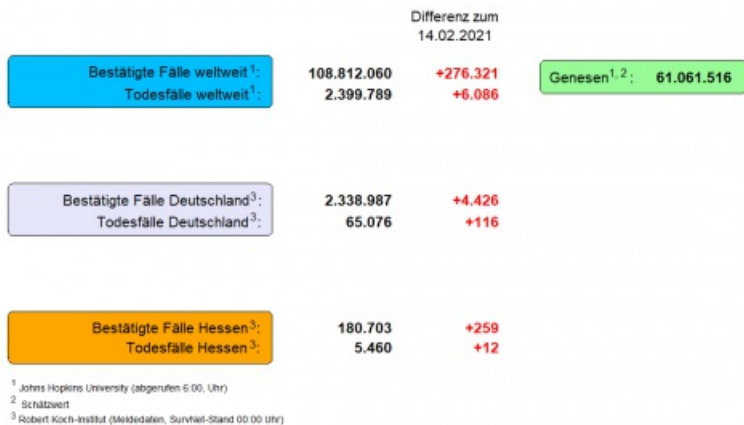 Differenz zum
14.02.2021
Bestätigte Fälle weltweit¹: 108.812.060 +276.321 Genesen¹,²: 61.061.516
Todesfälle weltweit¹: 2.399.789 +6.086
Bestätigte Fälle Deutschland³: 2.338.987 +4.426
Todesfälle Deutschland³: 65.076 +116
Bestätigte Fälle Hessen³: 180.703 +259
Todesfälle Hessen³: 5.460 +12
¹ Johns Hopkins University (abgerufen 6:00, Uhr)
² Schätzwert
³ Robert Koch-Institut (Meldedaten, SurvNet-Stand 00:00 Uhr)